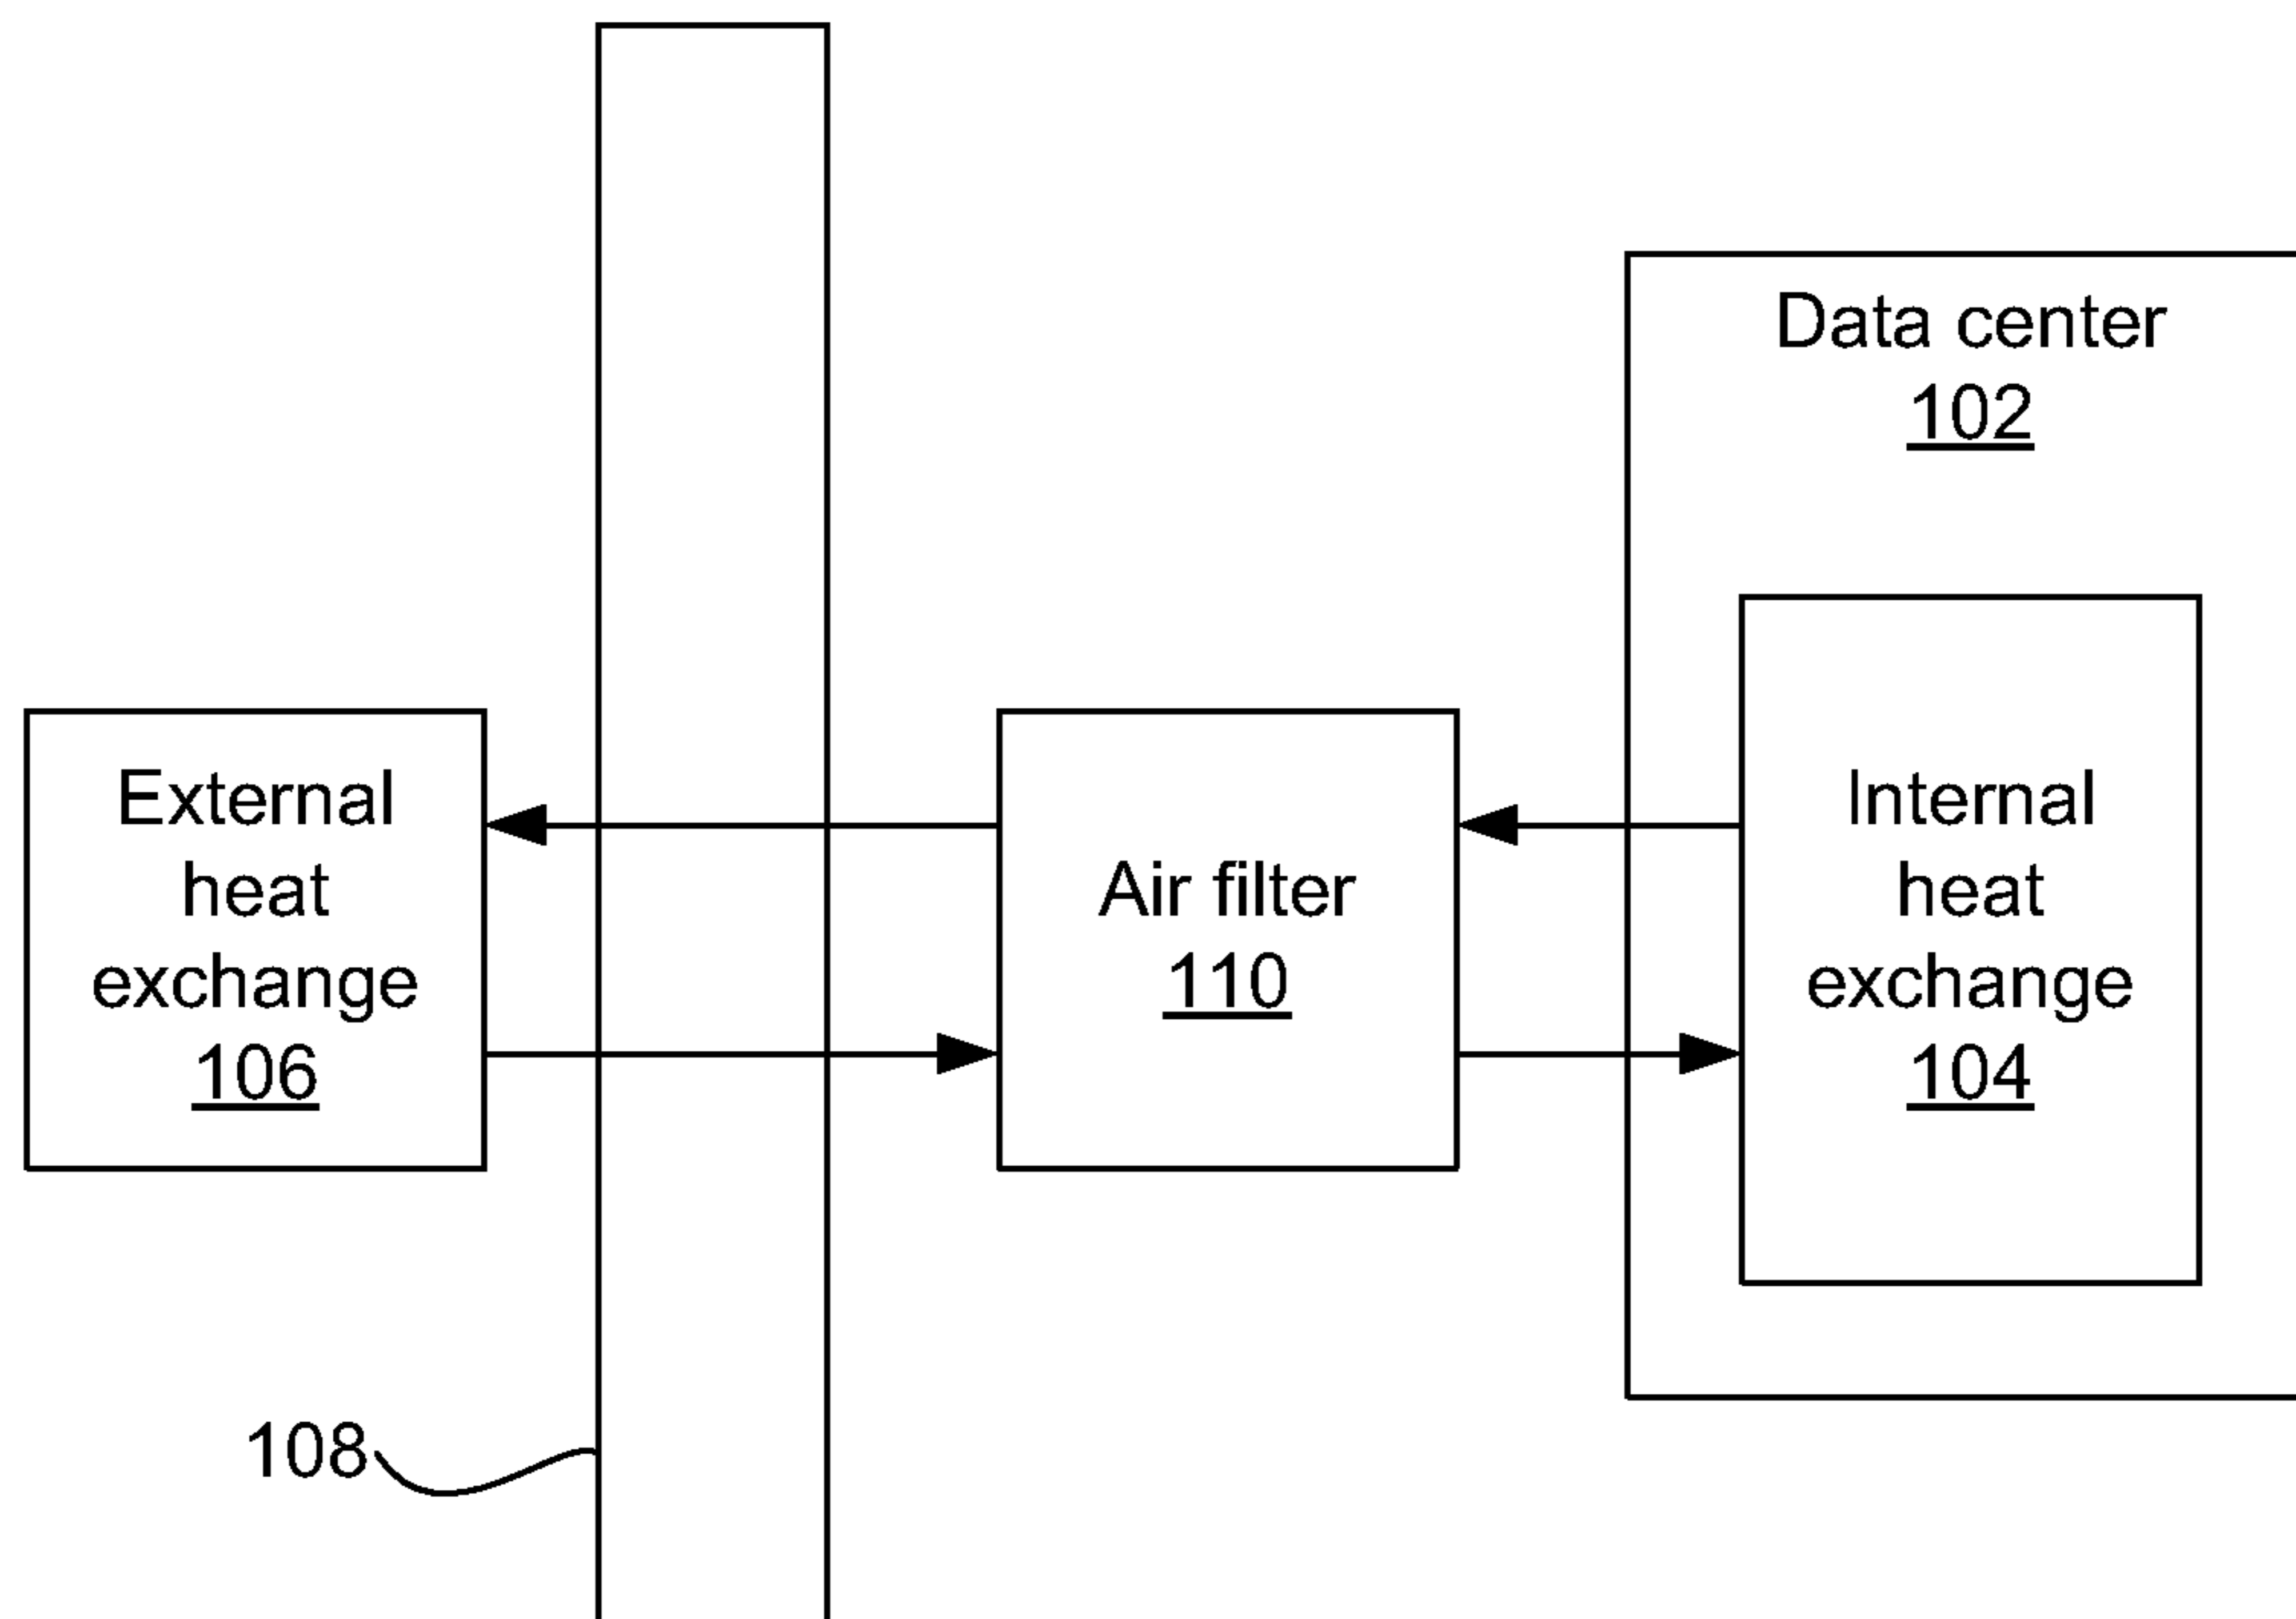 Data center
102
External
heat
exchange
106
Air filter
110
Internal
heat
exchange
104
108